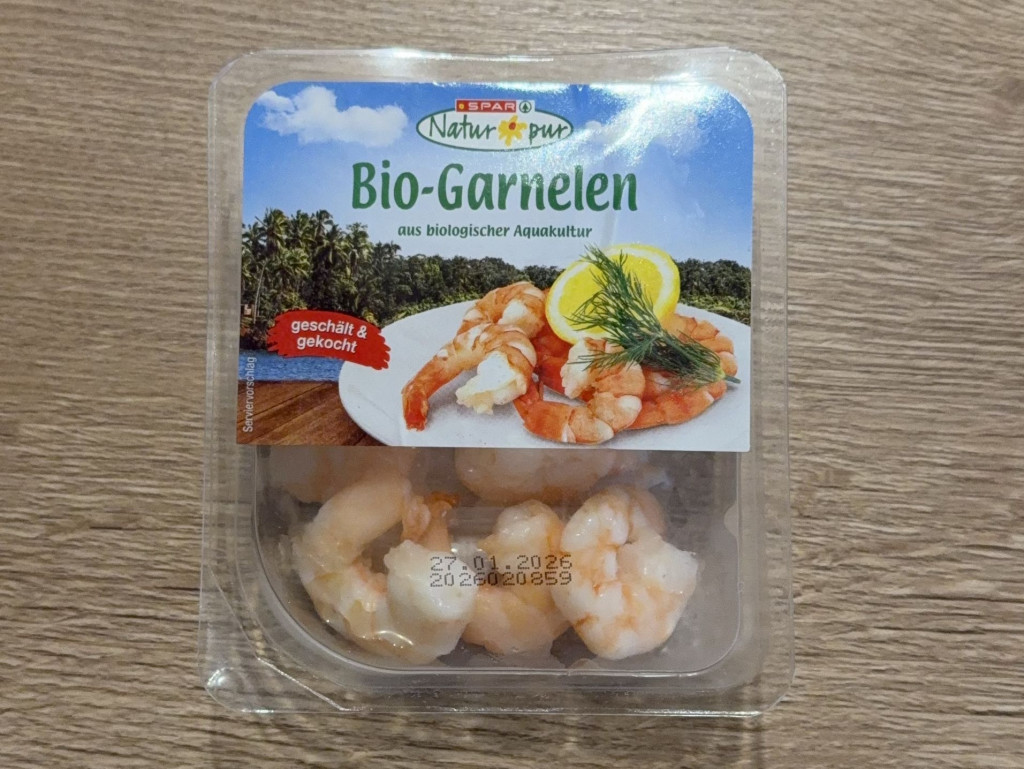 SPAR
Natur pur
Bio-Garnelen
aus biologischer Aquakultur
geschält &
gekocht
Serviervorschlag
27.01.2026
2026020859